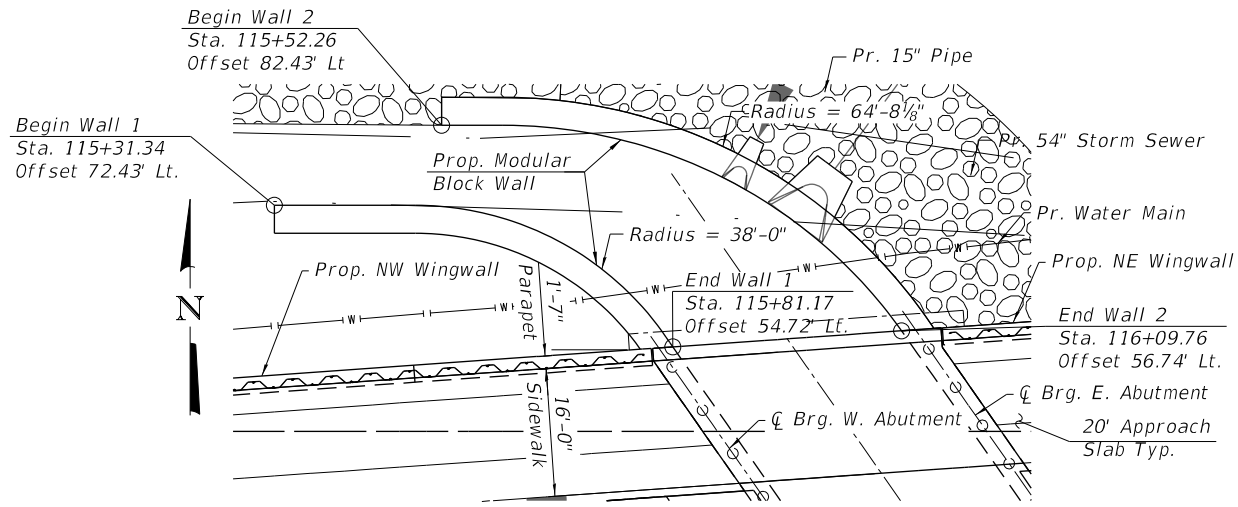 Begin Wall 2
Sta. 115+52.26
Offset 82.43' Lt
Pr. 15" Pipe
Begin Wall 1
Sta. 115+31.34
Offset 72.43' Lt.
Radius = 64'-8⅛"
Pr. 54" Storm Sewer
Prop. Modular
Block Wall
Pr. Water Main
Radius = 38'-0"
Prop. NW Wingwall
Prop. NE Wingwall
W
W
W
W
W
N
1'-7"
Parapet
End Wall 1
Sta. 115+81.17
Offset 54.72' Lt.
End Wall 2
Sta. 116+09.76
Offset 56.74' Lt.
16'-0"
Sidewalk
℄ Brg. W. Abutment
℄ Brg. E. Abutment
20' Approach
Slab Typ.